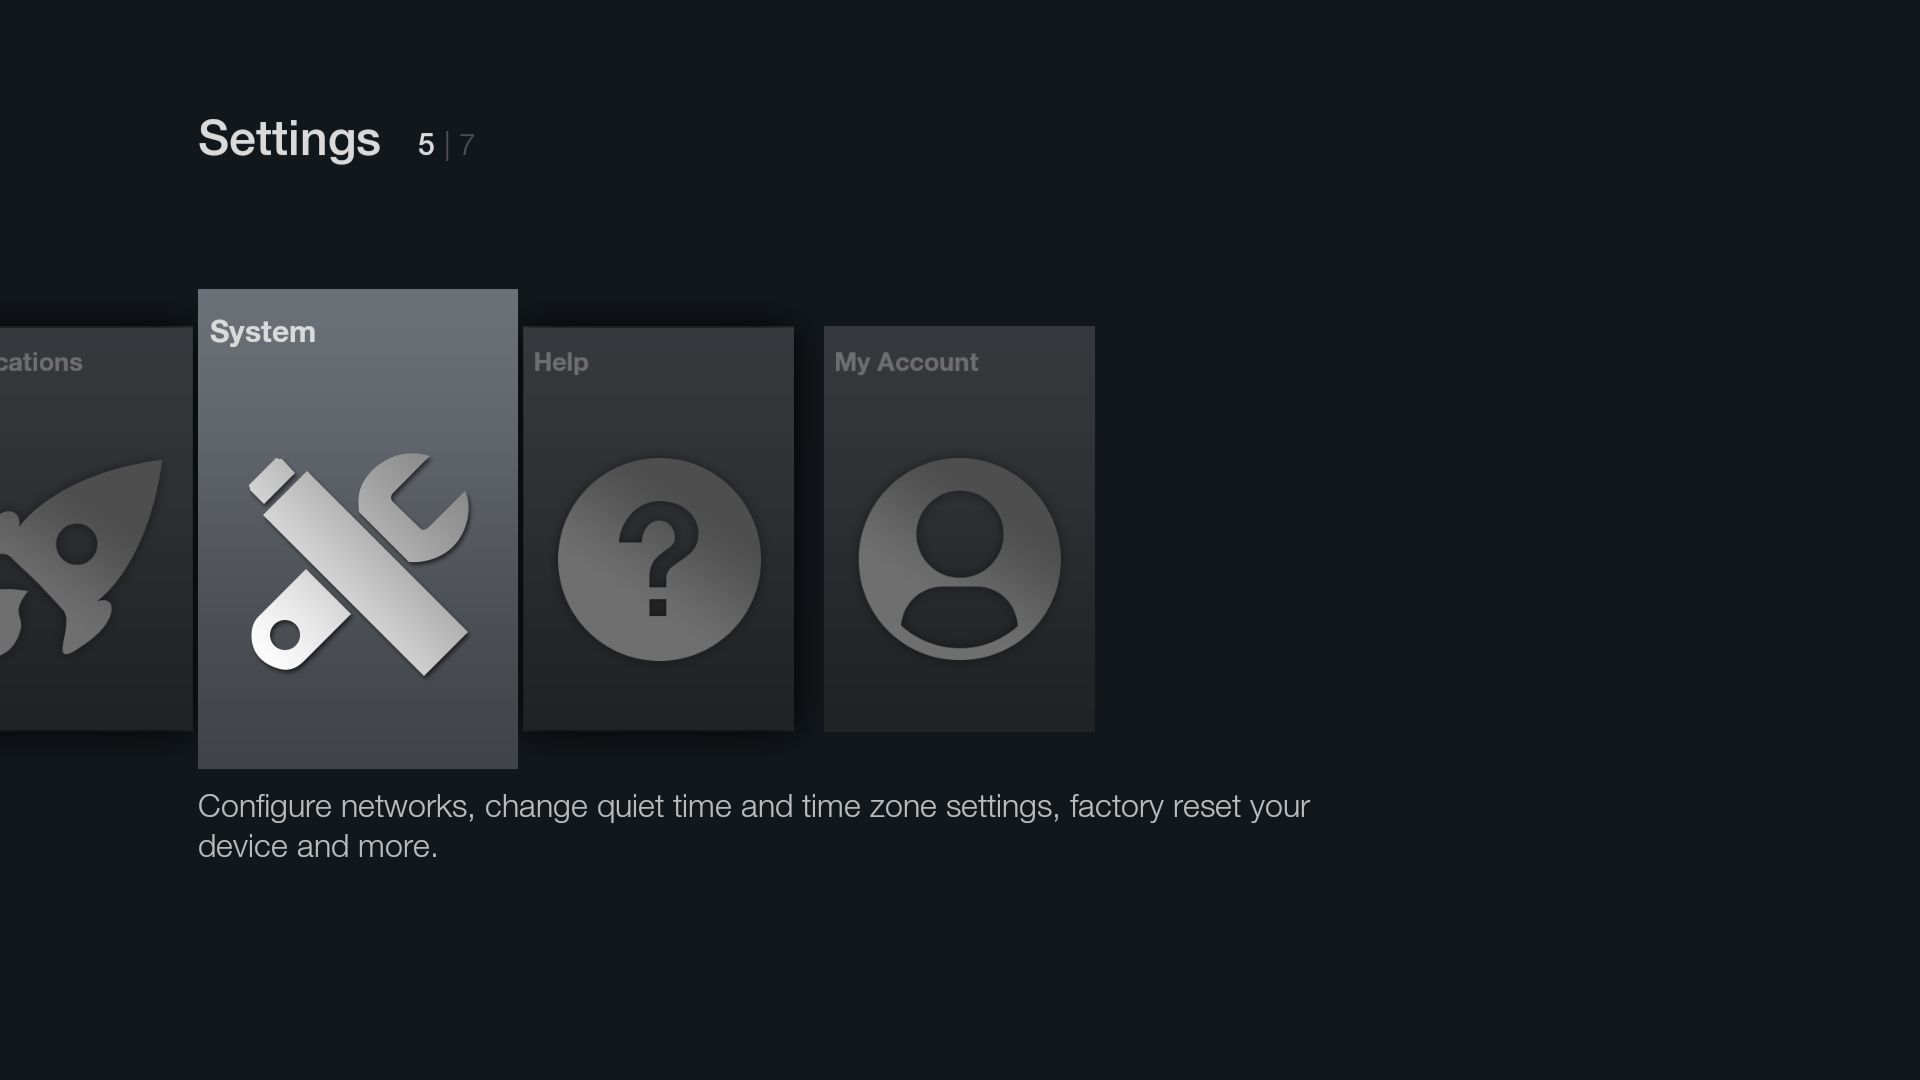 Settings 5 | 7
cations
System
Help
My Account
Configure networks, change quiet time and time zone settings, factory reset your
device and more.